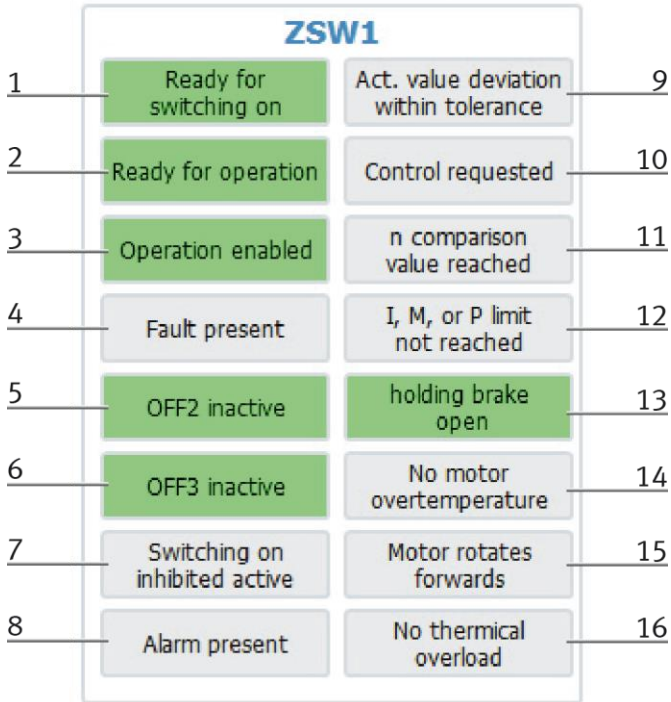 ZSW1
1
Ready for
switching on
2
Ready for operation
3
Operation enabled
4
Fault present
5
OFF2 inactive
6
OFF3 inactive
7
Switching on
inhibited active
8
Alarm present
Act. value deviation
within tolerance
9
Control requested
10
n comparison
value reached
11
I, M, or P limit
not reached
12
holding brake
open
13
No motor
overtemperature
14
Motor rotates
forwards
15
No thermal
overload
16